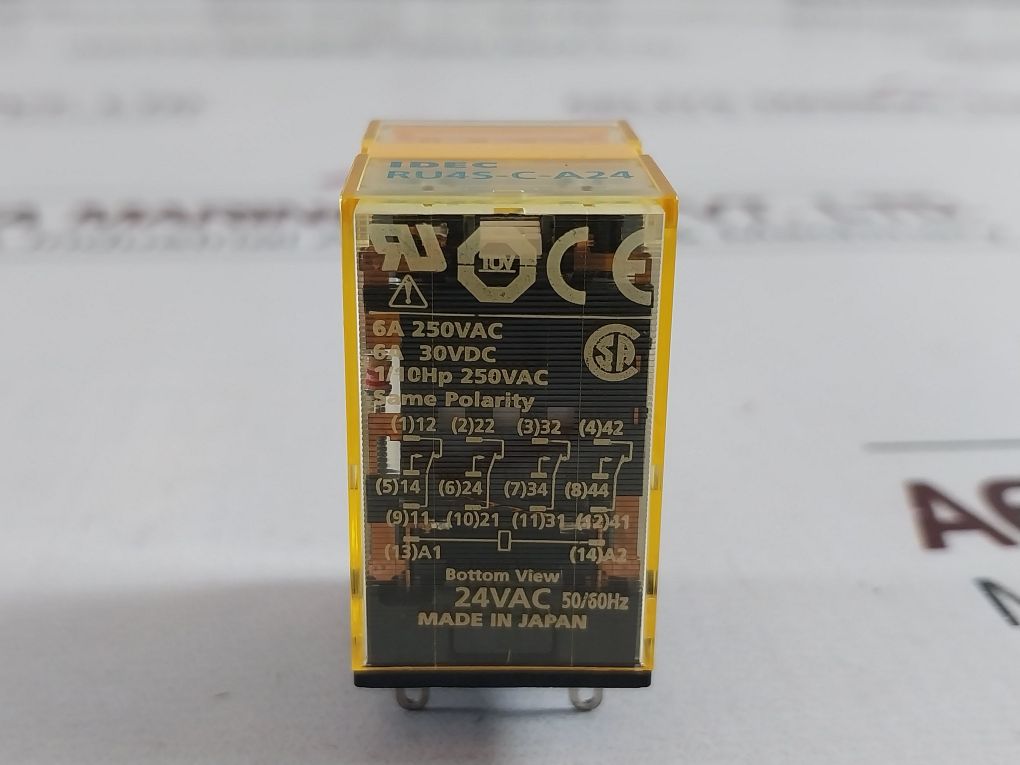 IDEC
RU4S-C-A24
TUV CE
6A 250VAC
6A 30VDC
1/10Hp 250VAC
Same Polarity
CSA
(1)12 (2)22 (3)32 (4)42
(5)14 (6)24 (7)34 (8)44
(9)11 (10)21 (11)31 (12)41
(13)A1 (14)A2
Bottom View
24VAC 50/60Hz
MADE IN JAPAN